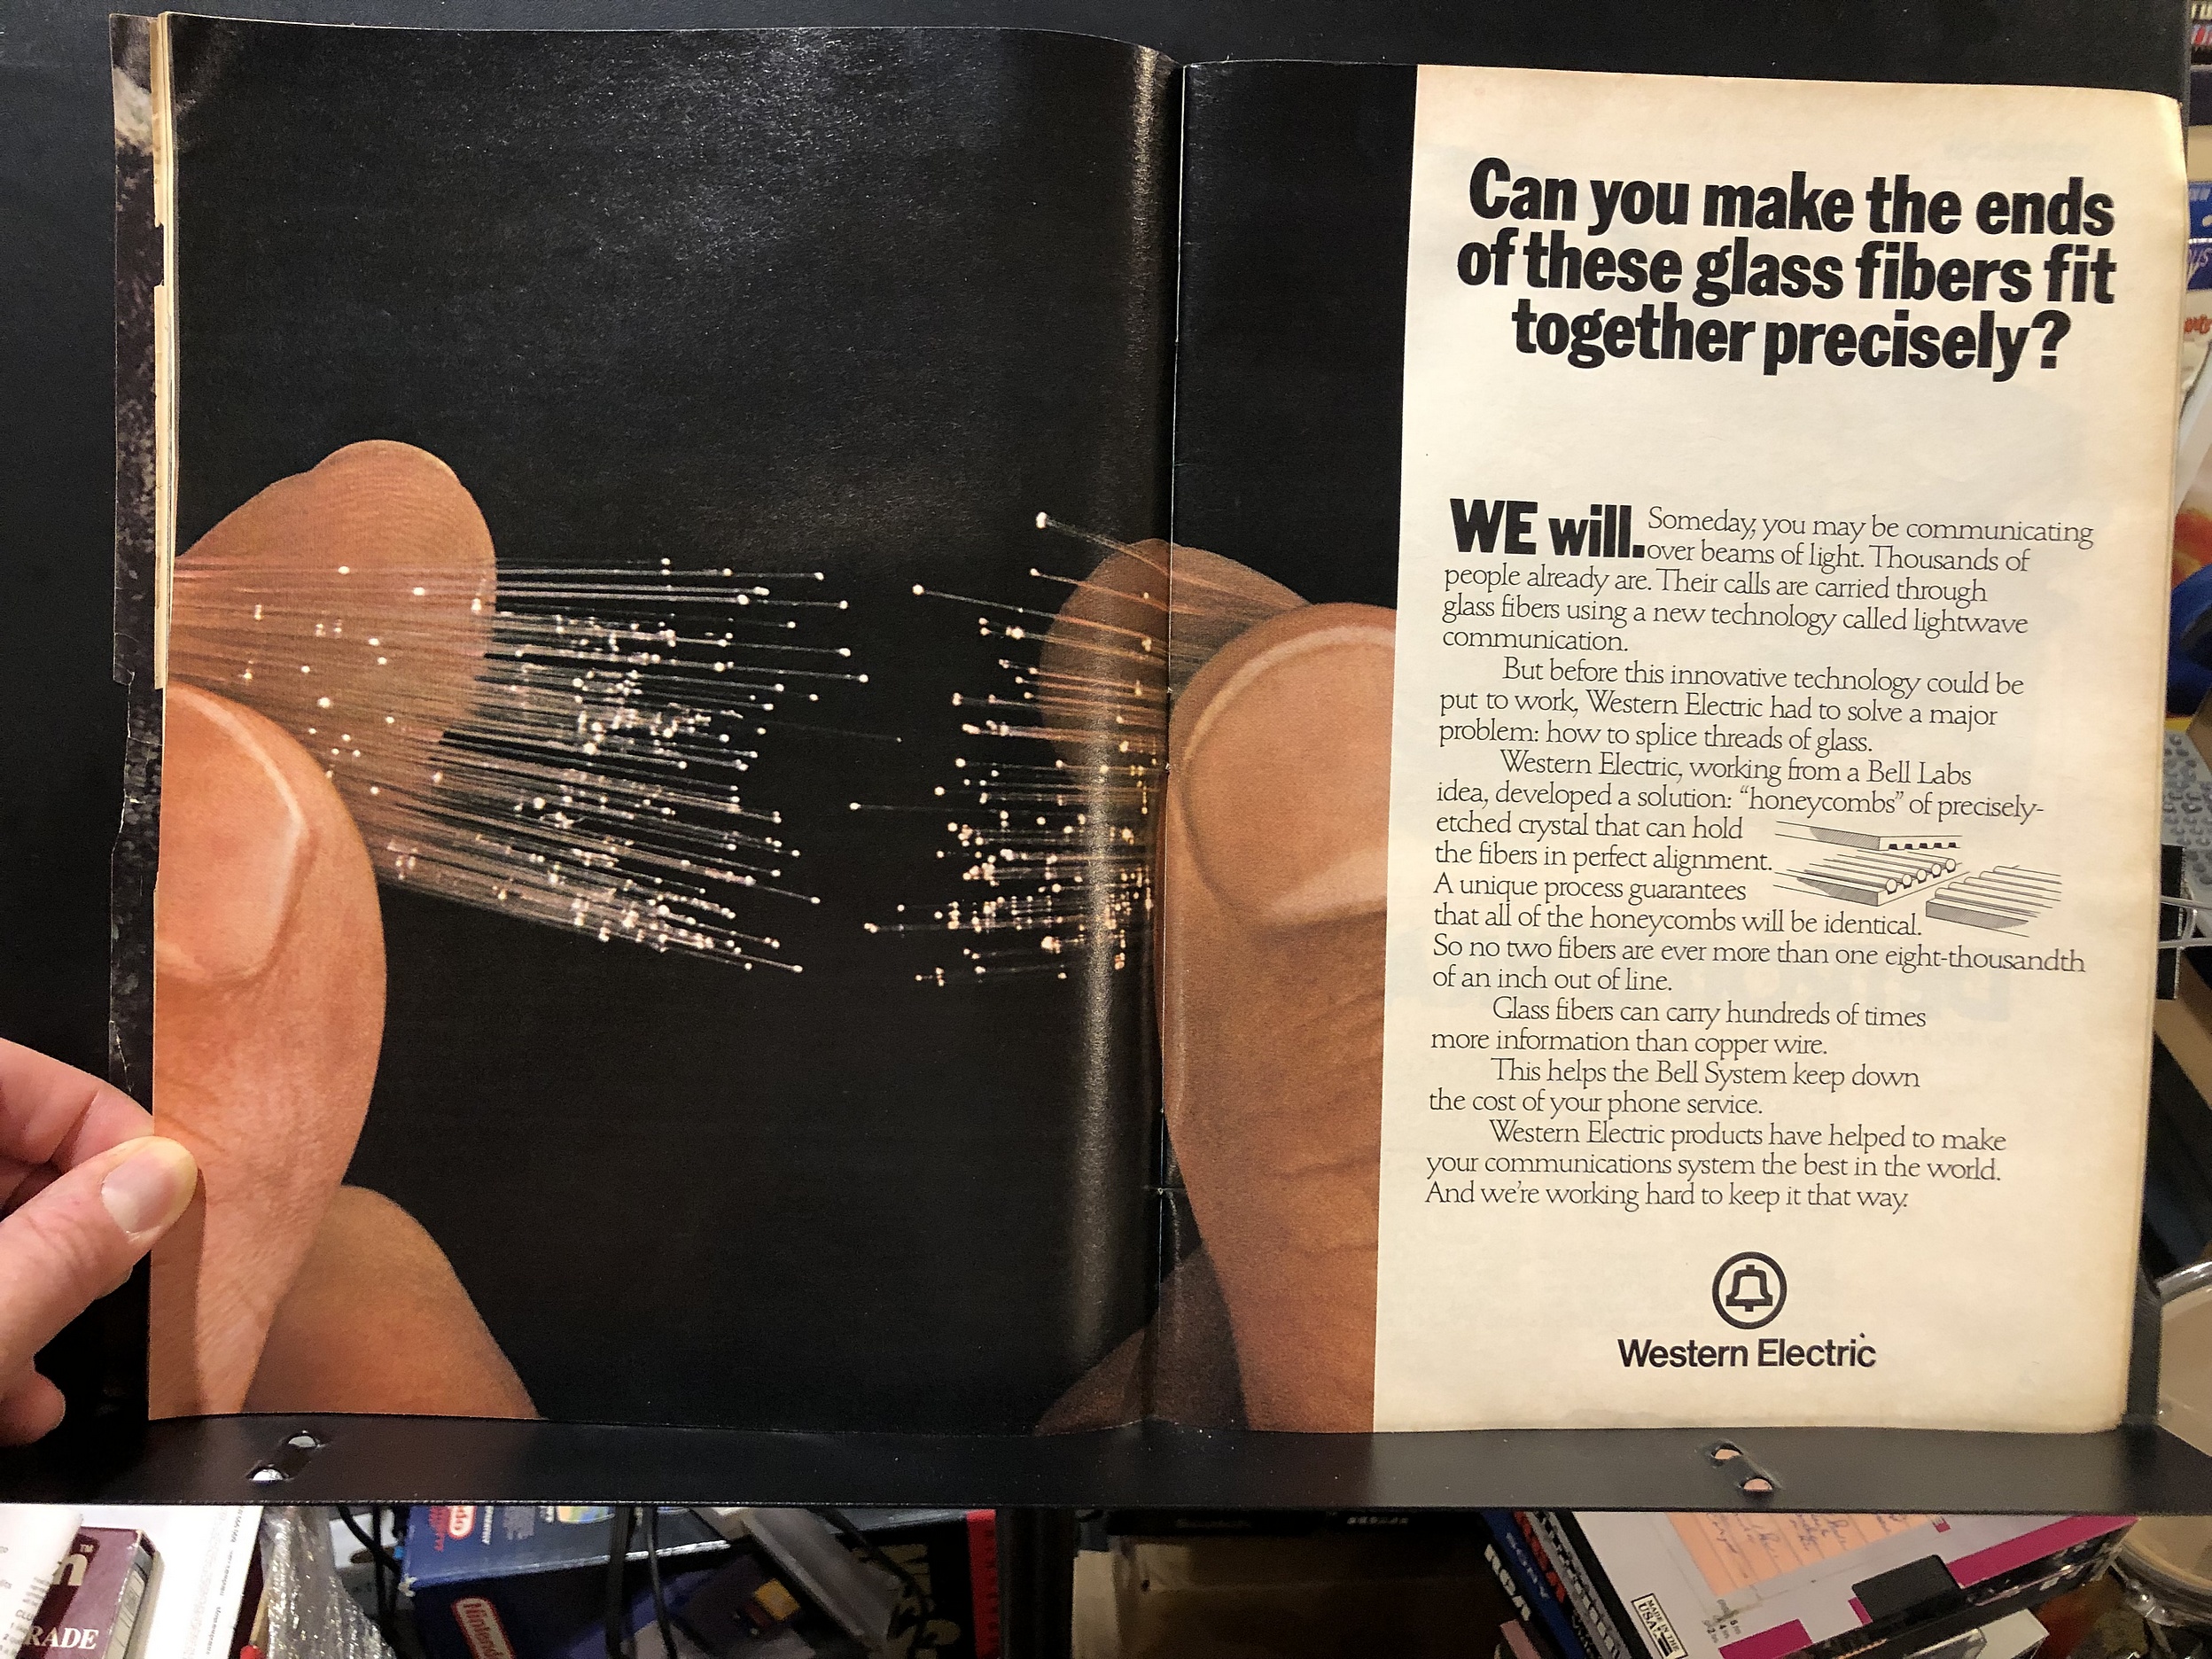 Can you make the ends
of these glass fibers fit
together precisely?
WE will. Someday, you may be communicating
over beams of light. Thousands of
people already are. Their calls are carried through
glass fibers using a new technology called lightwave
communication.
But before this innovative technology could be
put to work, Western Electric had to solve a major
problem: how to splice threads of glass.
Western Electric, working from a Bell Labs
idea, developed a solution: “honeycombs” of precisely-
etched crystal that can hold
the fibers in perfect alignment.
A unique process guarantees
that all of the honeycombs will be identical.
So no two fibers are ever more than one eight-thousandth
of an inch out of line.
Glass fibers can carry hundreds of times
more information than copper wire.
This helps the Bell System keep down
the cost of your phone service.
Western Electric products have helped to make
your communications system the best in the world.
And we're working hard to keep it that way.
Western Electric
TM
RADE
Nintendo
SONY
RCA
MADE IN THE
USA